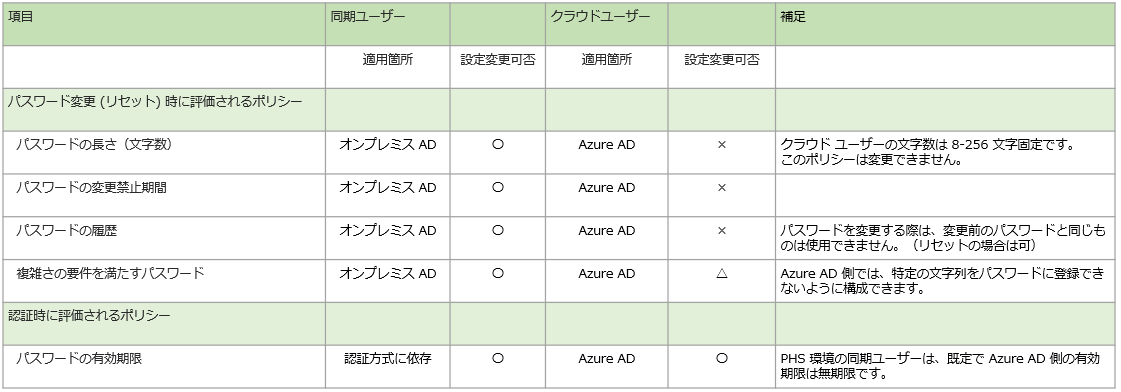 項目 同期ユーザー クラウドユーザー 補足
適用箇所 設定変更可否 適用箇所 設定変更可否
パスワード変更 (リセット) 時に評価されるポリシー
パスワードの長さ（文字数） オンプレミス AD 〇 Azure AD × クラウド ユーザーの文字数は 8-256 文字固定です。
このポリシーは変更できません。
パスワードの変更禁止期間 オンプレミス AD 〇 Azure AD ×
パスワードの履歴 オンプレミス AD 〇 Azure AD × パスワードを変更する際は、変更前のパスワードと同じも
のは使用できません。（リセットの場合は可）
複雑さの要件を満たすパスワード オンプレミス AD 〇 Azure AD △ Azure AD 側では、特定の文字列をパスワードに登録でき
ないように構成できます。
認証時に評価されるポリシー
パスワードの有効期限 認証方式に依存 〇 Azure AD 〇 PHS 環境の同期ユーザーは、既定で Azure AD 側の有効
期限は無期限です。